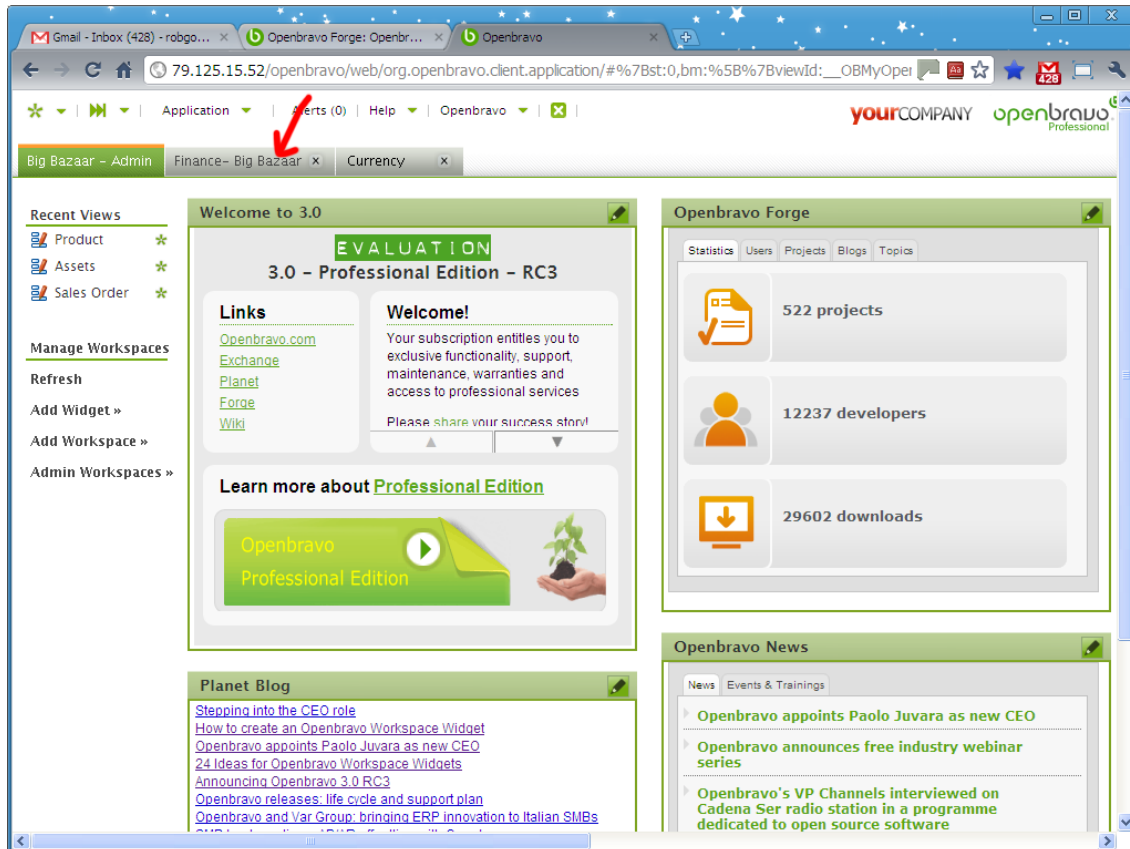 Gmail - Inbox (428) - robgo...
Openbravo Forge: Openbr...
Openbravo
79.125.15.52/openbravo/web/org.openbravo.client.application/#%7Bst:0,bm:%5B%7BviewId:__OBMyOper
428
Application
Alerts (0)
Help
Openbravo
yourCOMPANY
openbravo
Professional
Big Bazaar - Admin
Finance- Big Bazaar
Currency
Recent Views
Product
Assets
Sales Order
Manage Workspaces
Refresh
Add Widget »
Add Workspace »
Admin Workspaces »
Welcome to 3.0
EVALUATION
3.0 – Professional Edition – RC3
Links
Openbravo.com
Exchange
Planet
Forge
Wiki
Welcome!
Your subscription entitles you to
exclusive functionality, support,
maintenance, warranties and
access to professional services
Please share your success story!
Learn more about Professional Edition
Openbravo
Professional Edition
Planet Blog
Stepping into the CEO role
How to create an Openbravo Workspace Widget
Openbravo appoints Paolo Juvara as new CEO
24 Ideas for Openbravo Workspace Widgets
Announcing Openbravo 3.0 RC3
Openbravo releases: life cycle and support plan
Openbravo and Var Group: bringing ERP innovation to Italian SMBs
Openbravo Forge
Statistics Users Projects Blogs Topics
522 projects
12237 developers
29602 downloads
Openbravo News
News Events & Trainings
Openbravo appoints Paolo Juvara as new CEO
Openbravo announces free industry webinar
series
Openbravo's VP Channels interviewed on
Cadena Ser radio station in a programme
dedicated to open source software